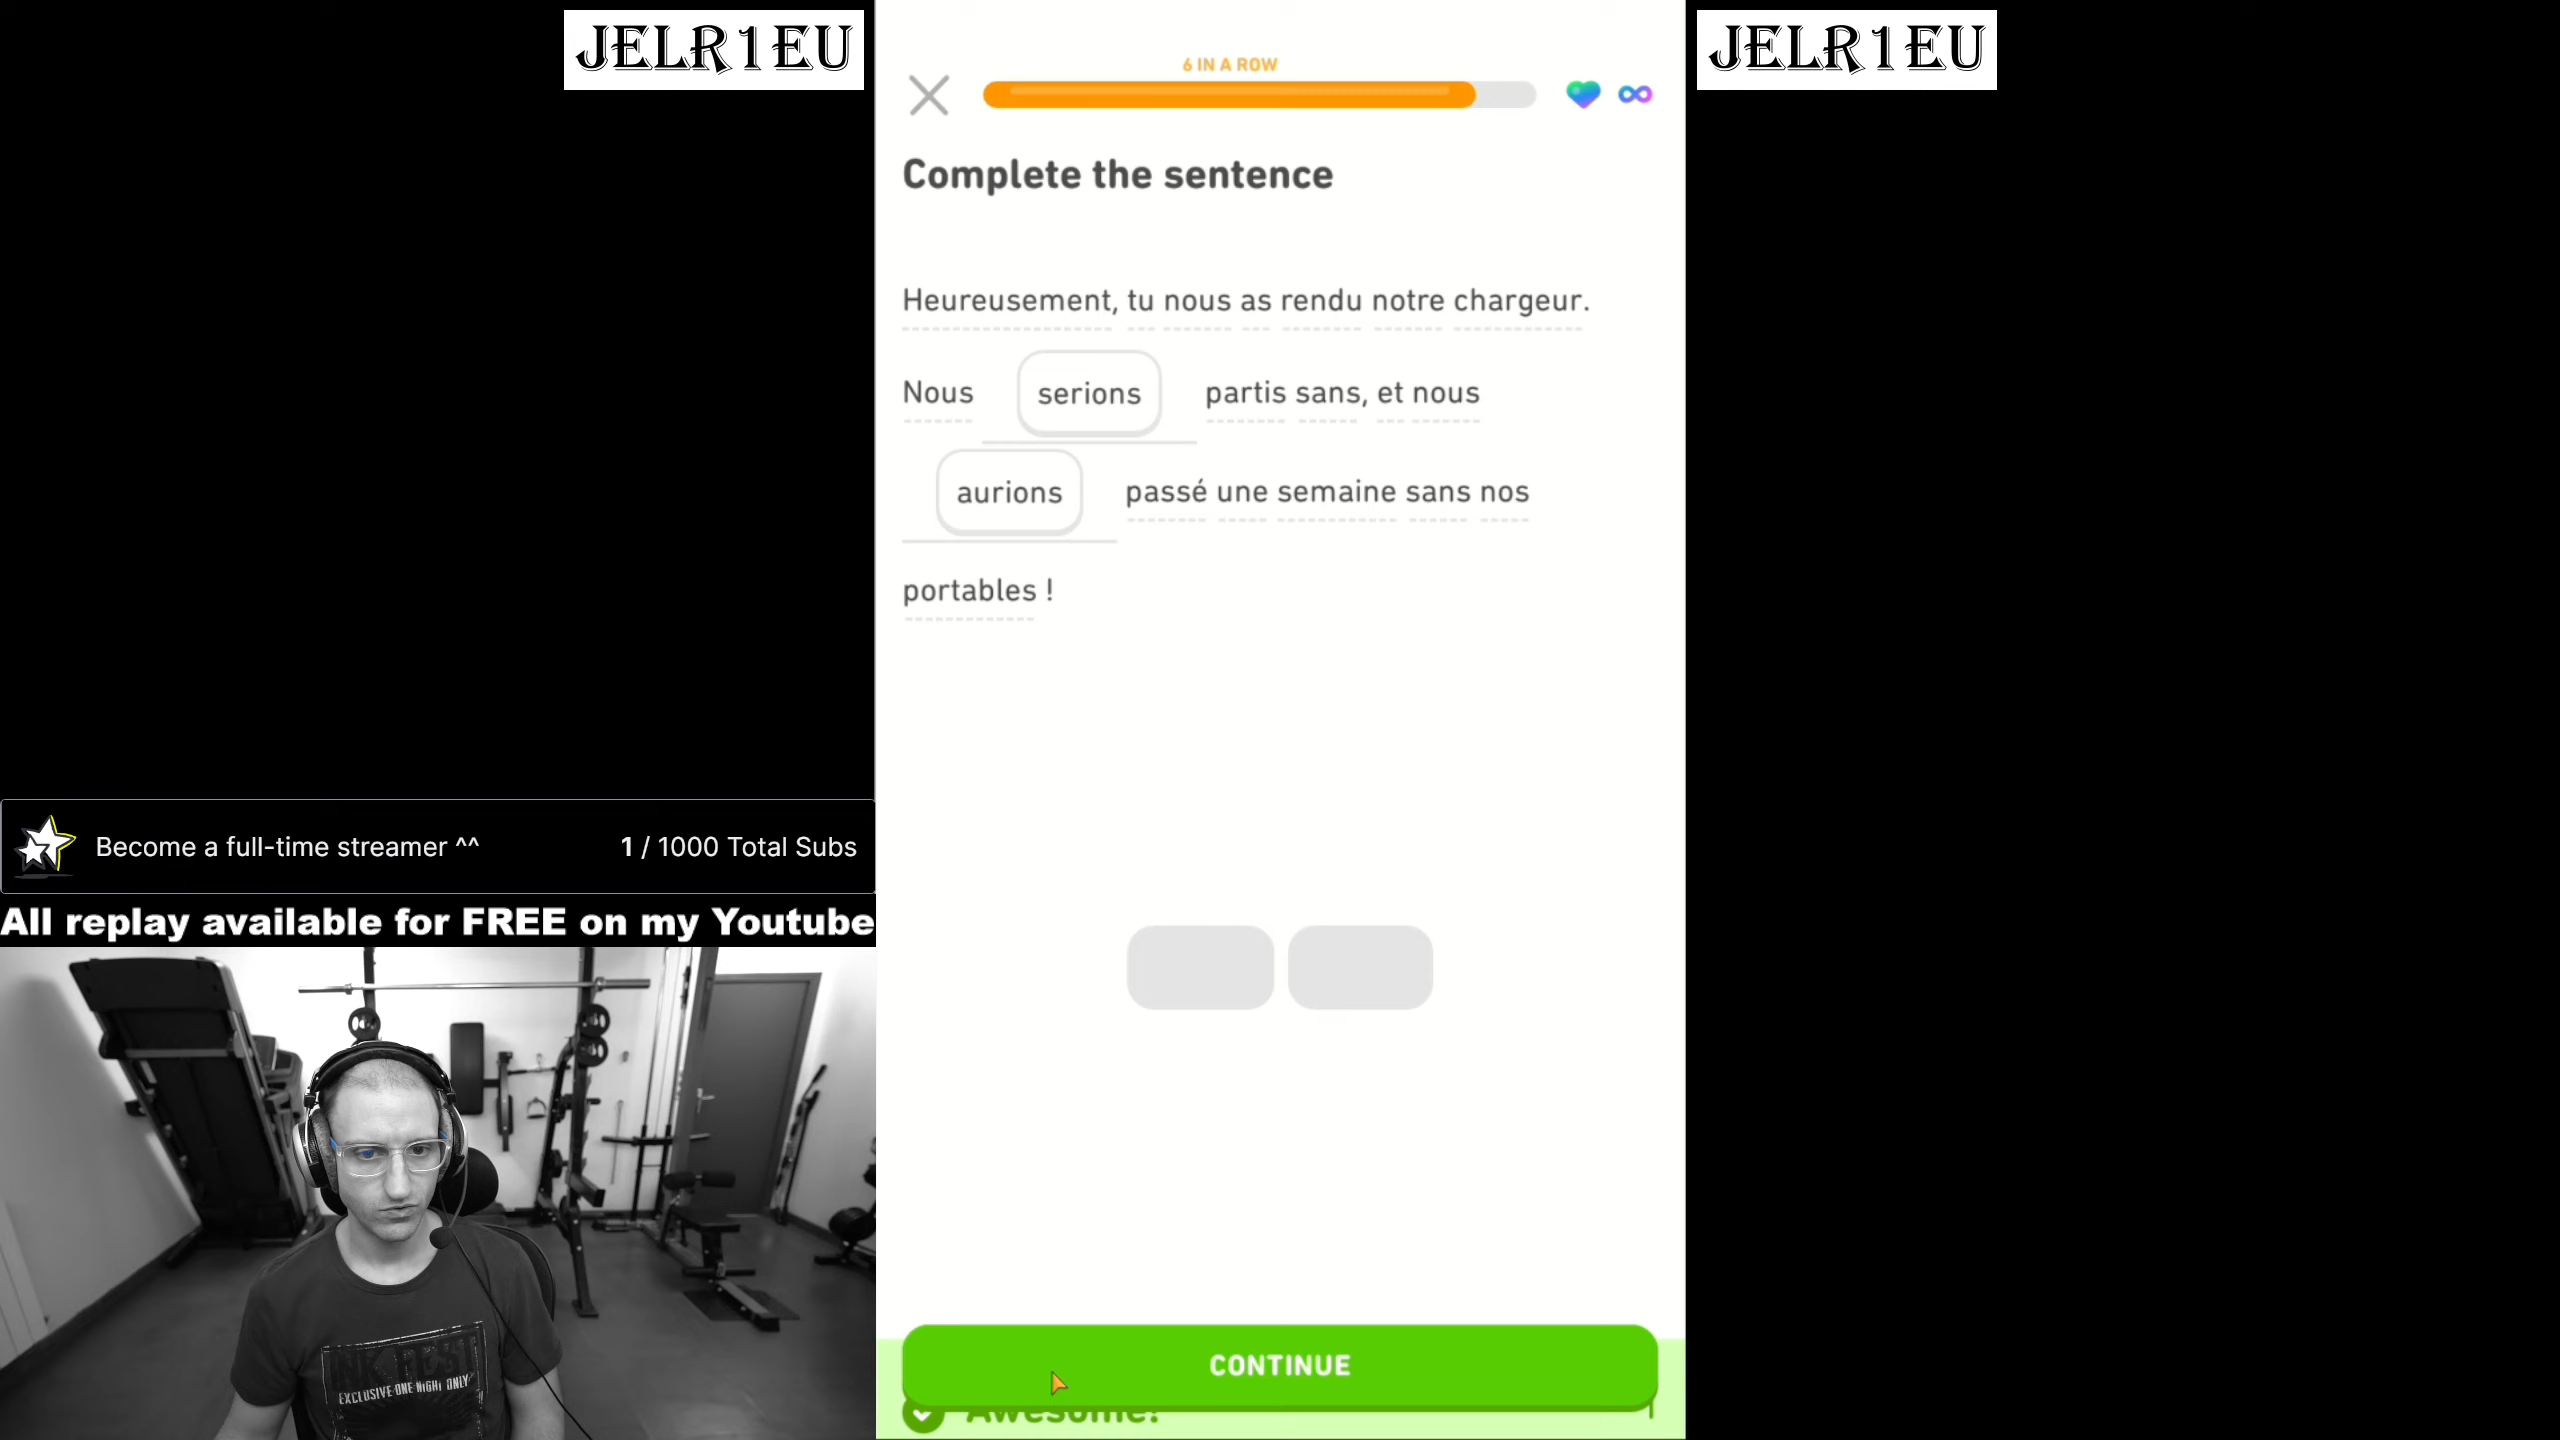 JELR1EU
JELR1EU
6 IN A ROW
Complete the sentence
Heureusement, tu nous as rendu notre chargeur.
Nous serions partis sans, et nous
aurions passé une semaine sans nos
portables !
Become a full-time streamer ^^ 1 / 1000 Total Subs
All replay available for FREE on my Youtube
EXCLUSIVE ONE NIGHT ONLY
CONTINUE
Awesome!